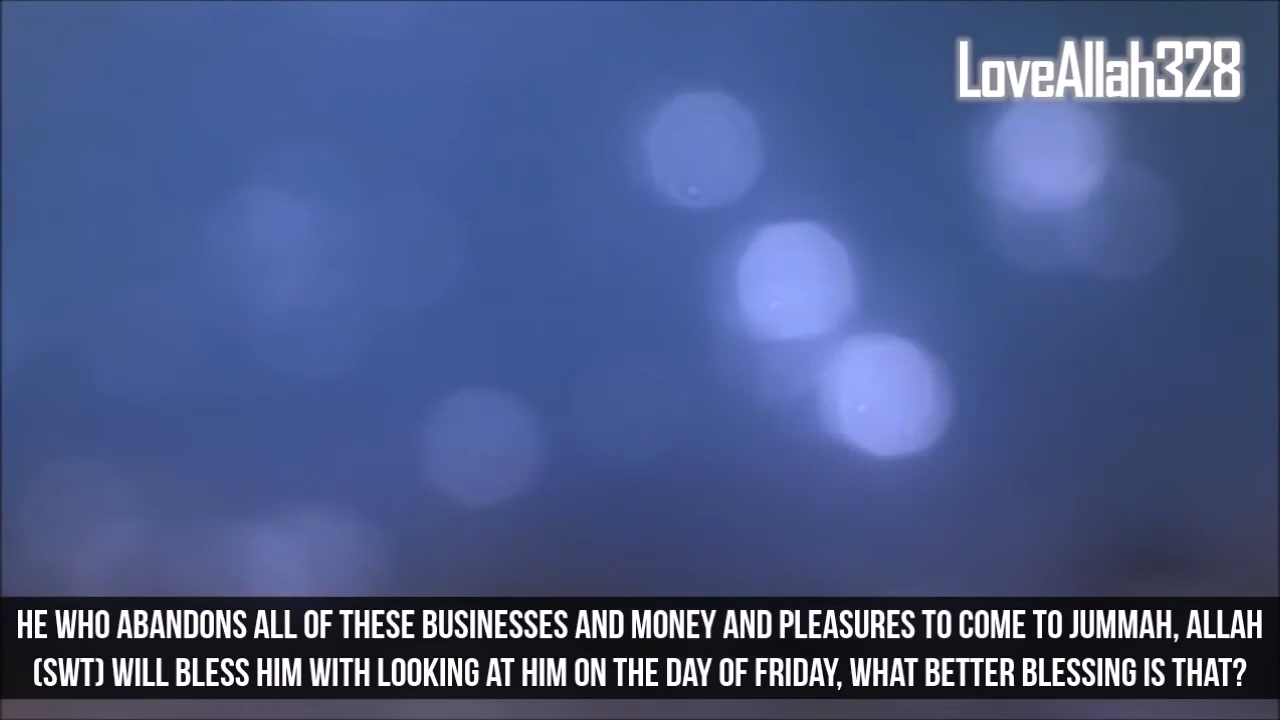 LoveAllah328
HE WHO ABANDONS ALL OF THESE BUSINESSES AND MONEY AND PLEASURES TO COME TO JUMMAH, ALLAH
(SWT) WILL BLESS HIM WITH LOOKING AT HIM ON THE DAY OF FRIDAY, WHAT BETTER BLESSING IS THAT?